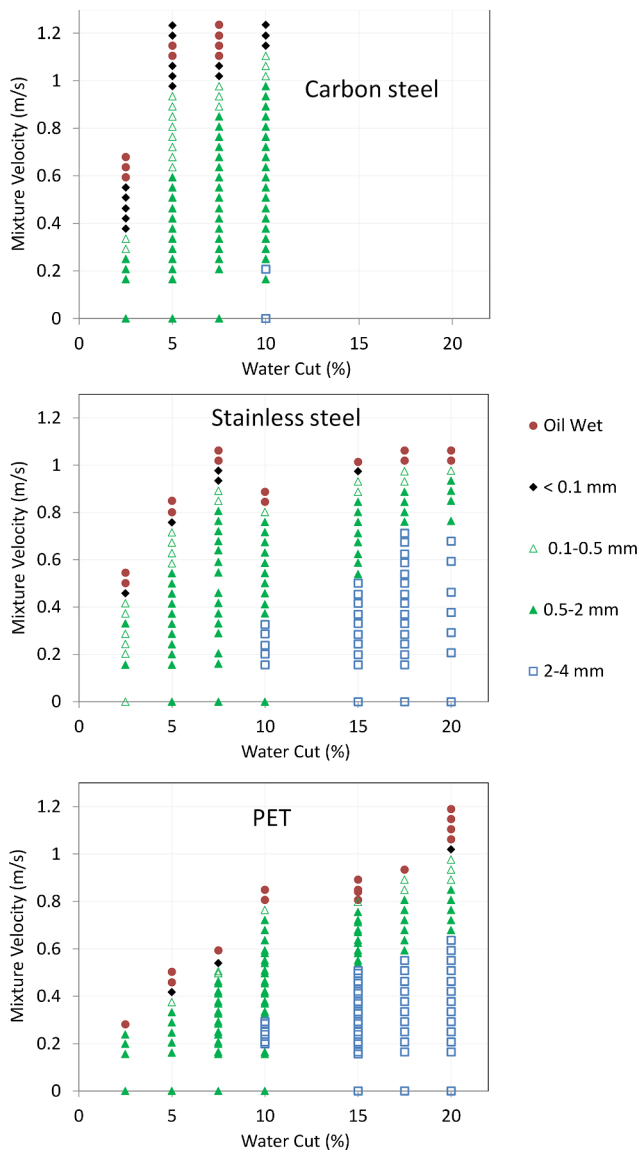 1.2
1
0.8
0.6
0.4
0.2
0
Mixture Velocity (m/s)
Carbon steel
0 5 10 15 20
Water Cut (%)
1.2
1
0.8
0.6
0.4
0.2
0
Mixture Velocity (m/s)
Stainless steel
0 5 10 15 20
Water Cut (%)
Oil Wet
< 0.1 mm
0.1-0.5 mm
0.5-2 mm
2-4 mm
1.2
1
0.8
0.6
0.4
0.2
0
Mixture Velocity (m/s)
PET
0 5 10 15 20
Water Cut (%)